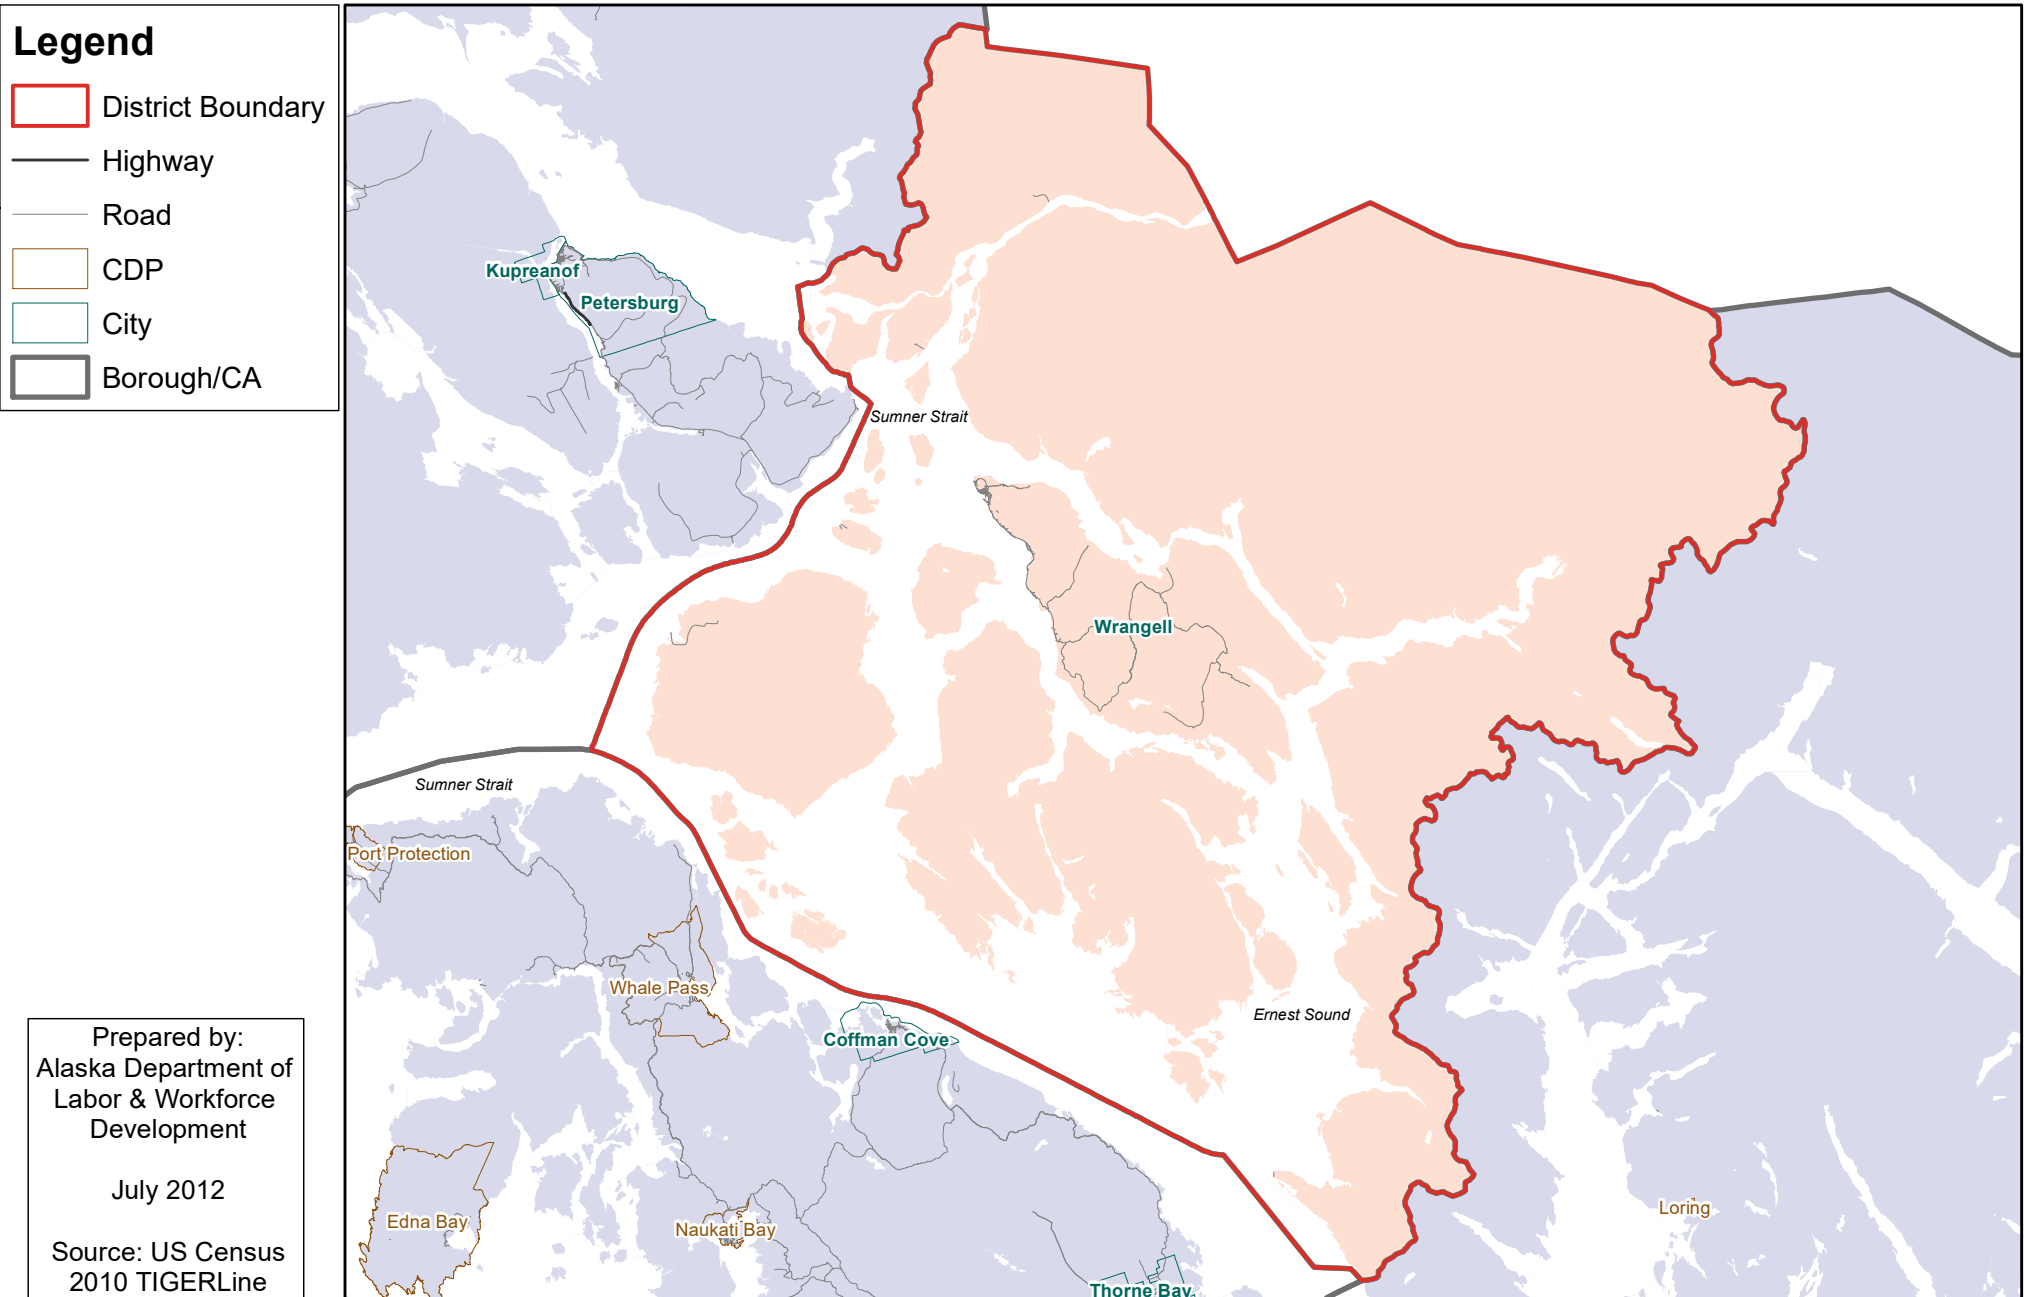 Legend
District Boundary
Highway
Road
CDP
City
Borough/CA
Kupreanof
Petersburg
Sumner Strait
Wrangell
Sumner Strait
Port Protection
Whale Pass
Ernest Sound
Coffman Cove
Edna Bay
Naukati Bay
Loring
Thorne Bay
Prepared by:
Alaska Department of
Labor & Workforce
Development
July 2012
Source: US Census
2010 TIGERLine